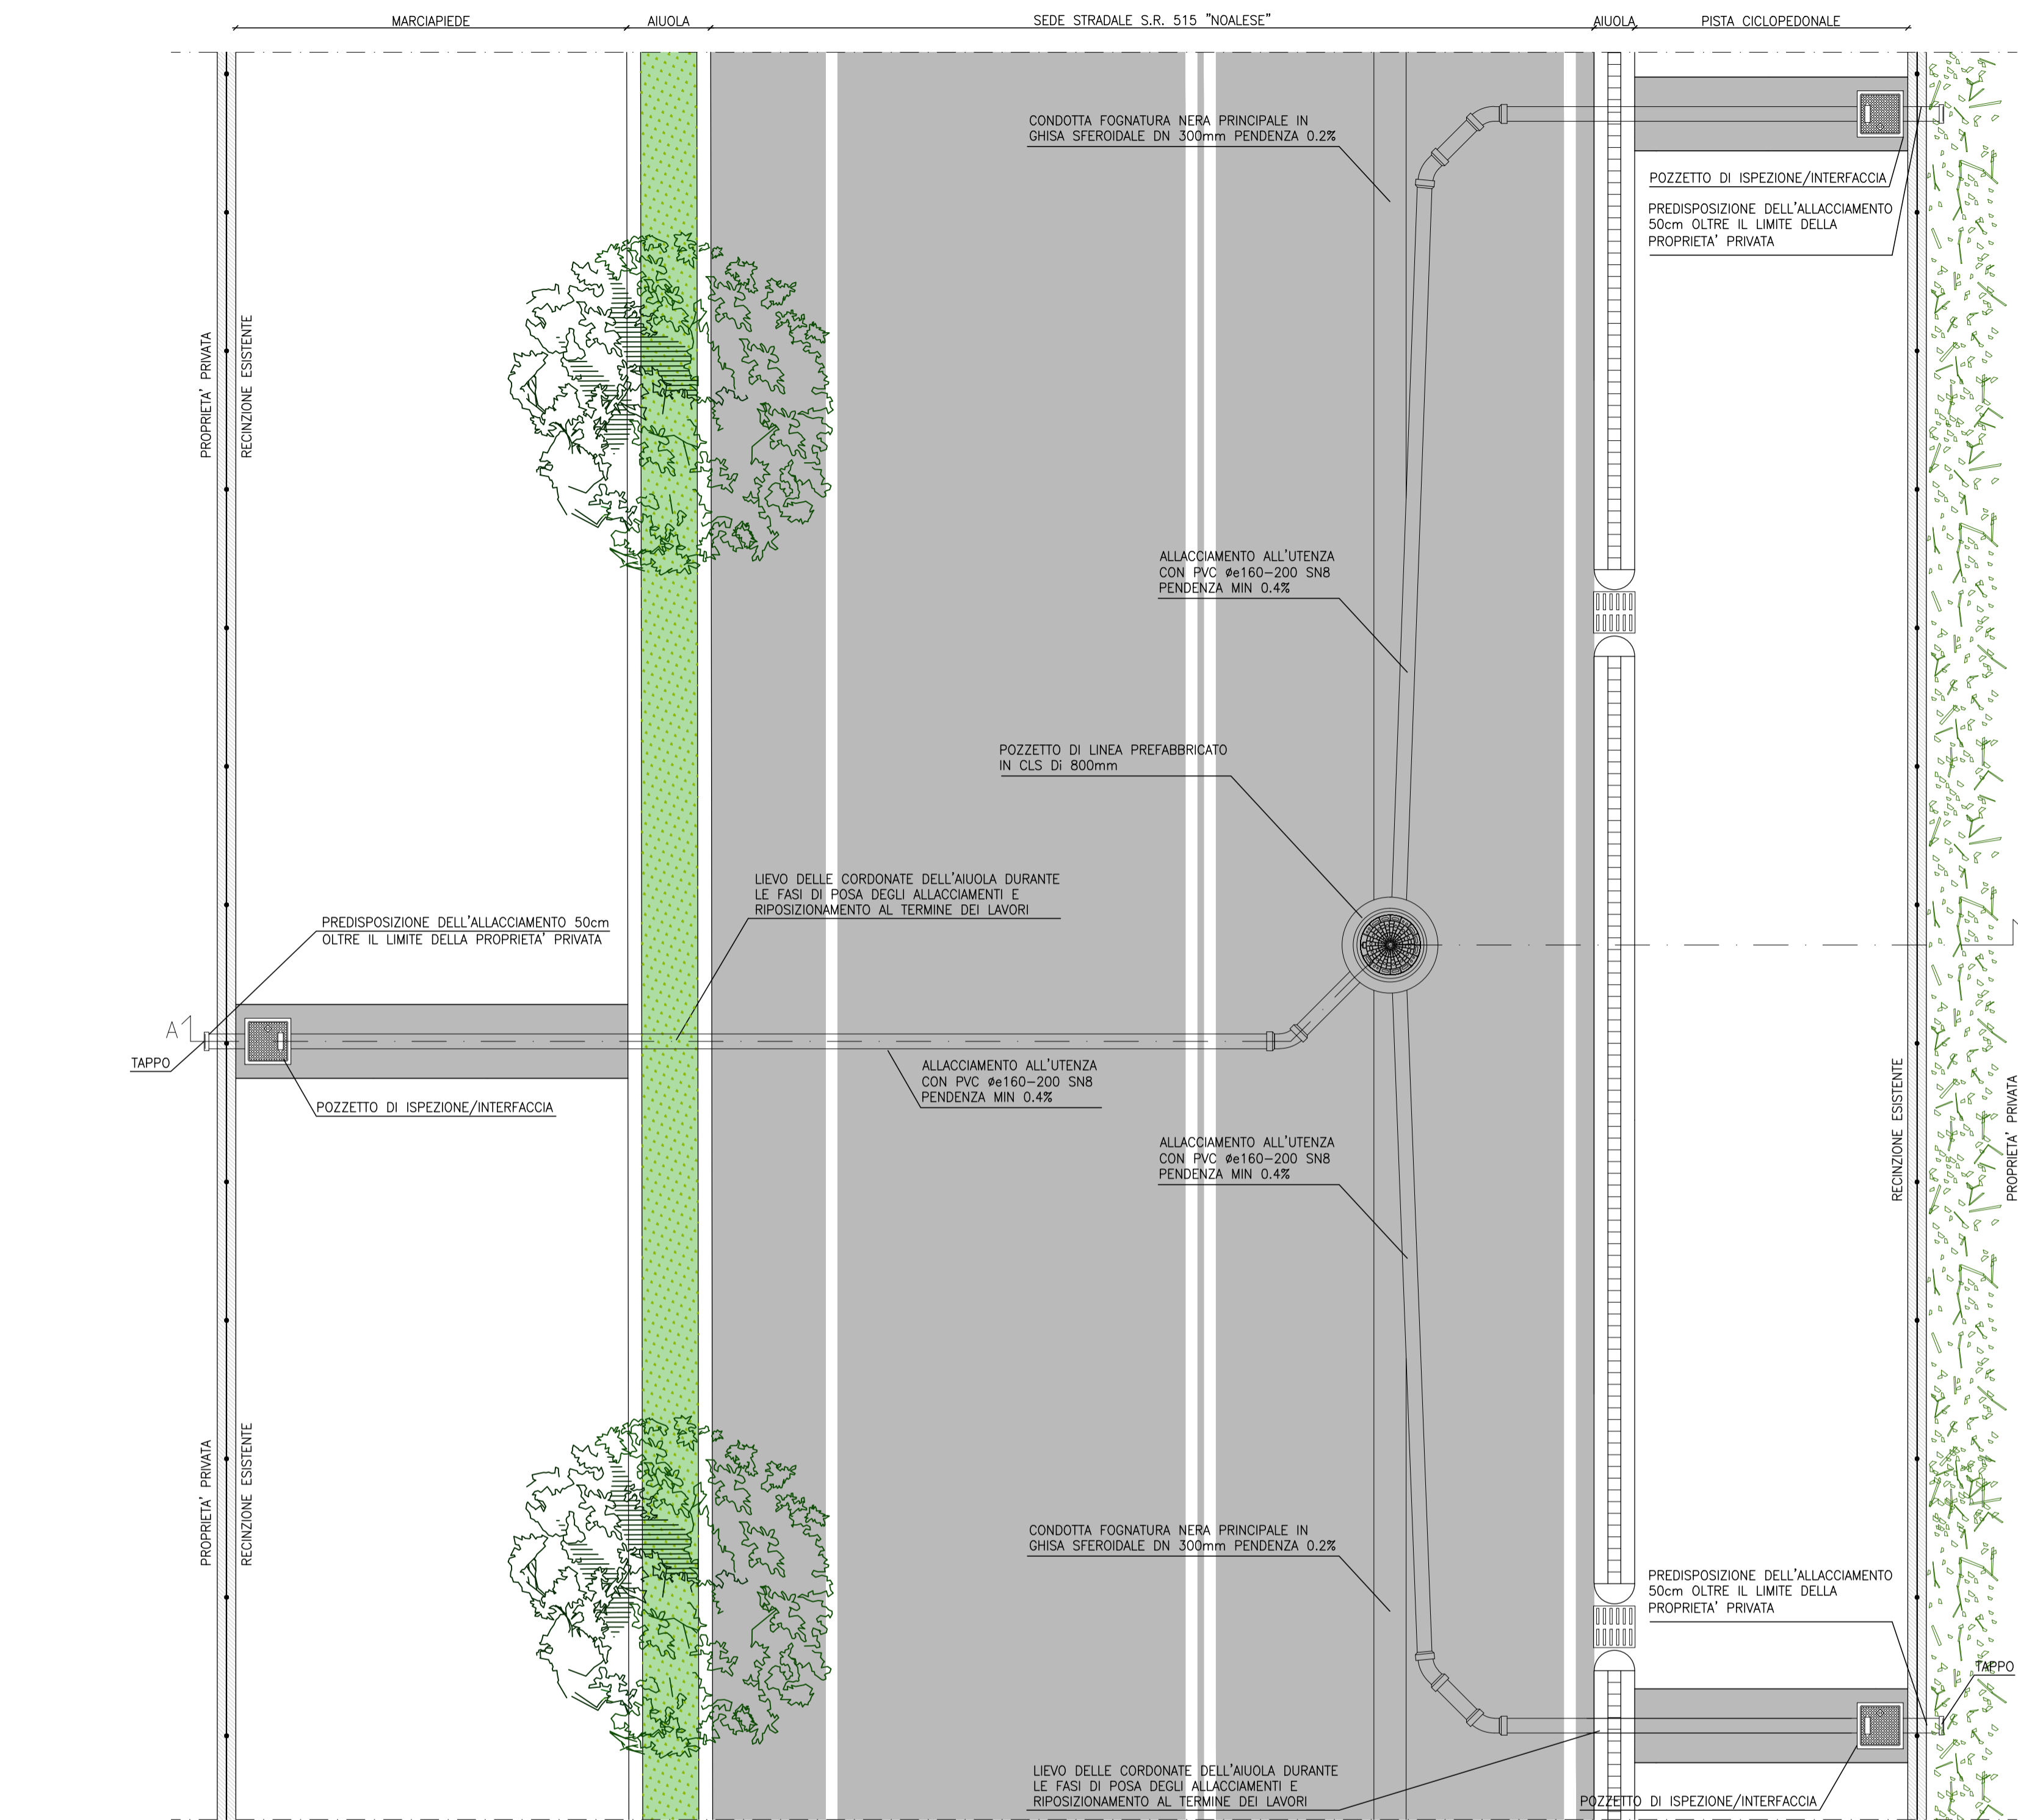 MARCIAPIEDE
AIUOLA
SEDE STRADALE S.R. 515 "NOALESE"
AIUOLA
PISTA CICLOPEDONALE
CONDOTTA FOGNATURA NERA PRINCIPALE IN
GHISA SFEROIDALE DN 300mm PENDENZA 0.2%
POZZETTO DI ISPEZIONE/INTERFACCIA
PREDISPOSIZIONE DELL'ALLACCIAMENTO
50cm OLTRE IL LIMITE DELLA
PROPRIETA' PRIVATA
PROPRIETA' PRIVATA
RECINZIONE ESISTENTE
ALLACCIAMENTO ALL'UTENZA
CON PVC øe160-200 SN8
PENDENZA MIN 0.4%
POZZETTO DI LINEA PREFABBRICATO
IN CLS Di 800mm
LIEVO DELLE CORDONATE DELL'AIUOLA DURANTE
LE FASI DI POSA DEGLI ALLACCIAMENTI E
RIPOSIZIONAMENTO AL TERMINE DEI LAVORI
PREDISPOSIZIONE DELL'ALLACCIAMENTO 50cm
OLTRE IL LIMITE DELLA PROPRIETA' PRIVATA
A
TAPPO
POZZETTO DI ISPEZIONE/INTERFACCIA
ALLACCIAMENTO ALL'UTENZA
CON PVC øe160-200 SN8
PENDENZA MIN 0.4%
ALLACCIAMENTO ALL'UTENZA
CON PVC øe160-200 SN8
PENDENZA MIN 0.4%
RECINZIONE ESISTENTE
PROPRIETA' PRIVATA
PROPRIETA' PRIVATA
RECINZIONE ESISTENTE
CONDOTTA FOGNATURA NERA PRINCIPALE IN
GHISA SFEROIDALE DN 300mm PENDENZA 0.2%
PREDISPOSIZIONE DELL'ALLACCIAMENTO
50cm OLTRE IL LIMITE DELLA
PROPRIETA' PRIVATA
TAPPO
LIEVO DELLE CORDONATE DELL'AIUOLA DURANTE
LE FASI DI POSA DEGLI ALLACCIAMENTI E
RIPOSIZIONAMENTO AL TERMINE DEI LAVORI
POZZETTO DI ISPEZIONE/INTERFACCIA